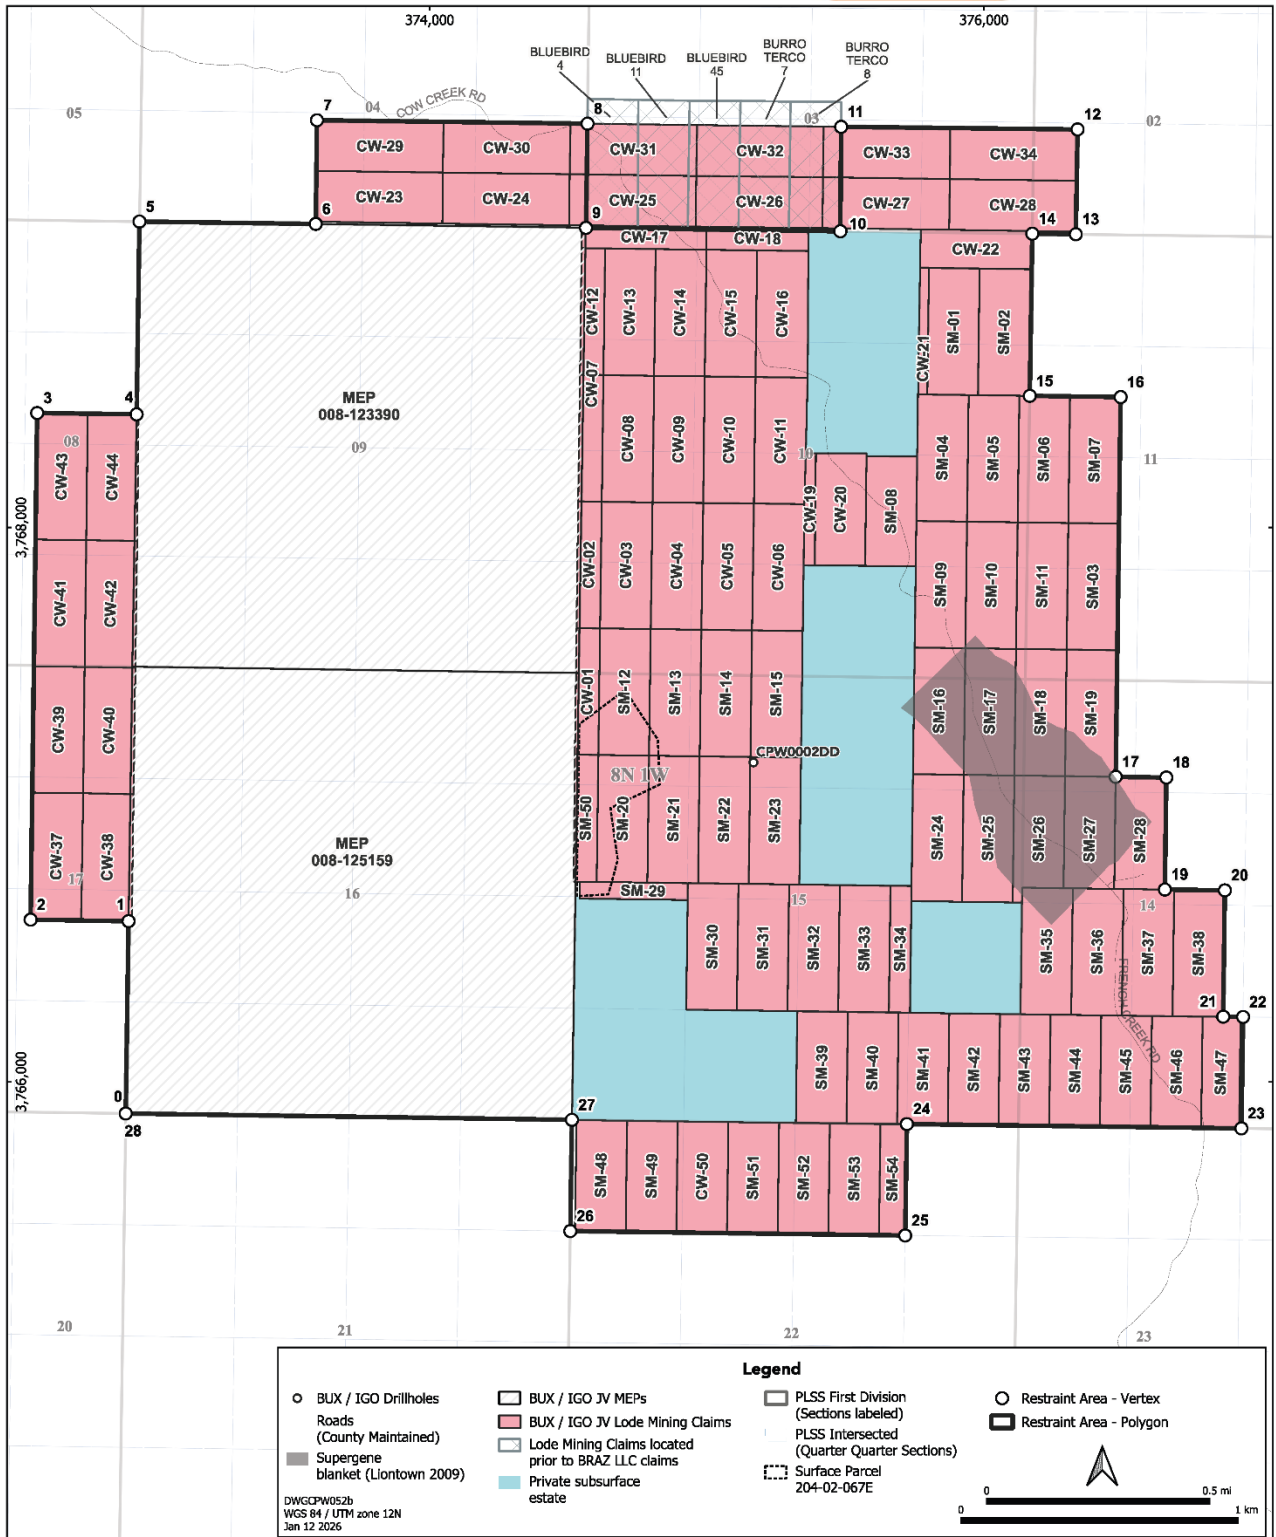 374,000
376,000
BLUEBIRD
4
BLUEBIRD
11
BLUEBIRD
45
BURRO
TERCO
7
BURRO
TERCO
8
05
04
03
02
COW CREEK RD
7
8
11
12
CW-29
CW-30
CW-31
CW-32
CW-33
CW-34
CW-23
CW-24
CW-25
CW-26
CW-27
CW-28
5
6
9
10
14
13
CW-17
CW-18
CW-22
CW-12
CW-13
CW-14
CW-15
CW-16
CW-21
SM-01
SM-02
CW-07
15
16
MEP
008-123390
3
4
08
09
10
11
CW-43
CW-44
CW-08
CW-09
CW-10
CW-11
SM-04
SM-05
SM-06
SM-07
CW-19
CW-20
SM-08
3,768,000
CW-41
CW-42
CW-02
CW-03
CW-04
CW-05
CW-06
SM-09
SM-10
SM-11
SM-03
CW-39
CW-40
CW-01
SM-12
SM-13
SM-14
SM-15
SM-16
SM-17
SM-18
SM-19
CPW0002DD
8N 1W
17
18
MEP
008-125159
CW-37
CW-38
SM-50
SM-20
SM-21
SM-22
SM-23
SM-24
SM-25
SM-26
SM-27
SM-28
17
16
15
14
SM-29
19
20
2
1
SM-30
SM-31
SM-32
SM-33
SM-34
SM-35
SM-36
SM-37
SM-38
FRENCH CREEK RD
21
22
3,766,000
SM-39
SM-40
SM-41
SM-42
SM-43
SM-44
SM-45
SM-46
SM-47
0
28
27
24
23
SM-48
SM-49
CW-50
SM-51
SM-52
SM-53
SM-54
26
25
20
21
22
23
Legend
BUX / IGO Drillholes
Roads
(County Maintained)
Supergene
blanket (Liontown 2009)
BUX / IGO JV MEPs
BUX / IGO JV Lode Mining Claims
Lode Mining Claims located
prior to BRAZ LLC claims
Private subsurface
estate
PLSS First Division
(Sections labeled)
PLSS Intersected
(Quarter Quarter Sections)
Surface Parcel
204-02-067E
Restraint Area - Vertex
Restraint Area - Polygon
0 0.5 mi
0 1 km
DWGCPW052b
WGS 84 / UTM zone 12N
Jan 12 2026